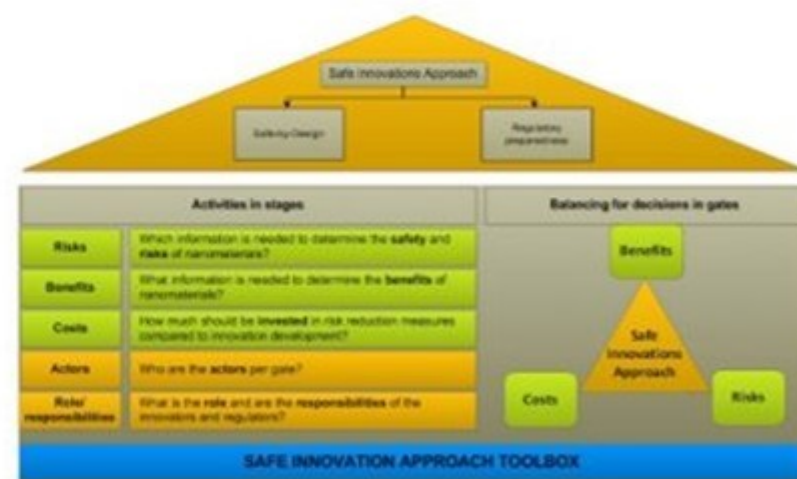 Safe Innovations Approach
Safe-by-Design
Regulatory
preparedness
Activities in stages
Balancing for decisions in gates
Risks
Which information is needed to determine the safety and
risks of nanomaterials?
Benefits
What information is needed to determine the benefits of
nanomaterials?
Costs
How much should be invested in risk reduction measures
compared to innovation development?
Actors
Who are the actors per gate?
Role/
responsibilities
What is the role and are the responsibilities of the
innovators and regulators?
Benefits
Safe
Innovations
Approach
Costs
Risks
SAFE INNOVATION APPROACH TOOLBOX